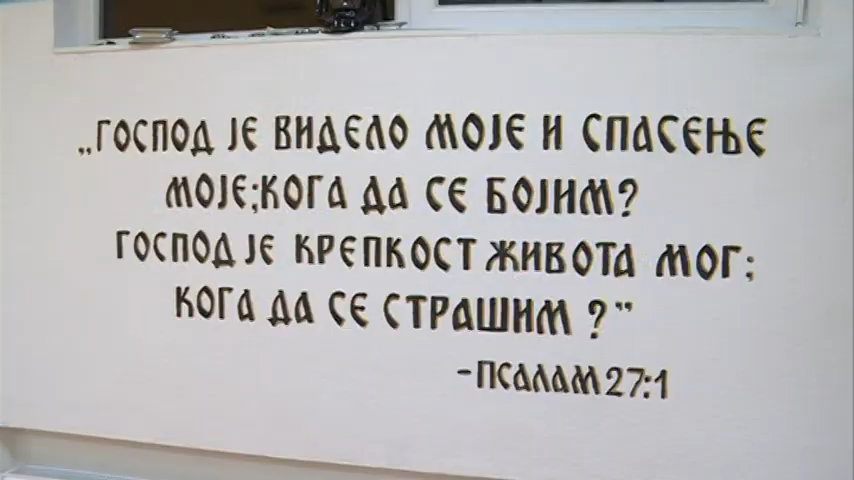 „ГОСПОД ЈЕ ВИДЕЛО МОЈЕ И СПАСЕЊЕ
МОЈЕ;КОГА ДА СЕ БОЈИМ?
ГОСПОД ЈЕ КРЕПКОСТ ЖИВОТА МОГ;
КОГА ДА СЕ СТРАШИМ ?”
-ПСАЛАМ 27:1